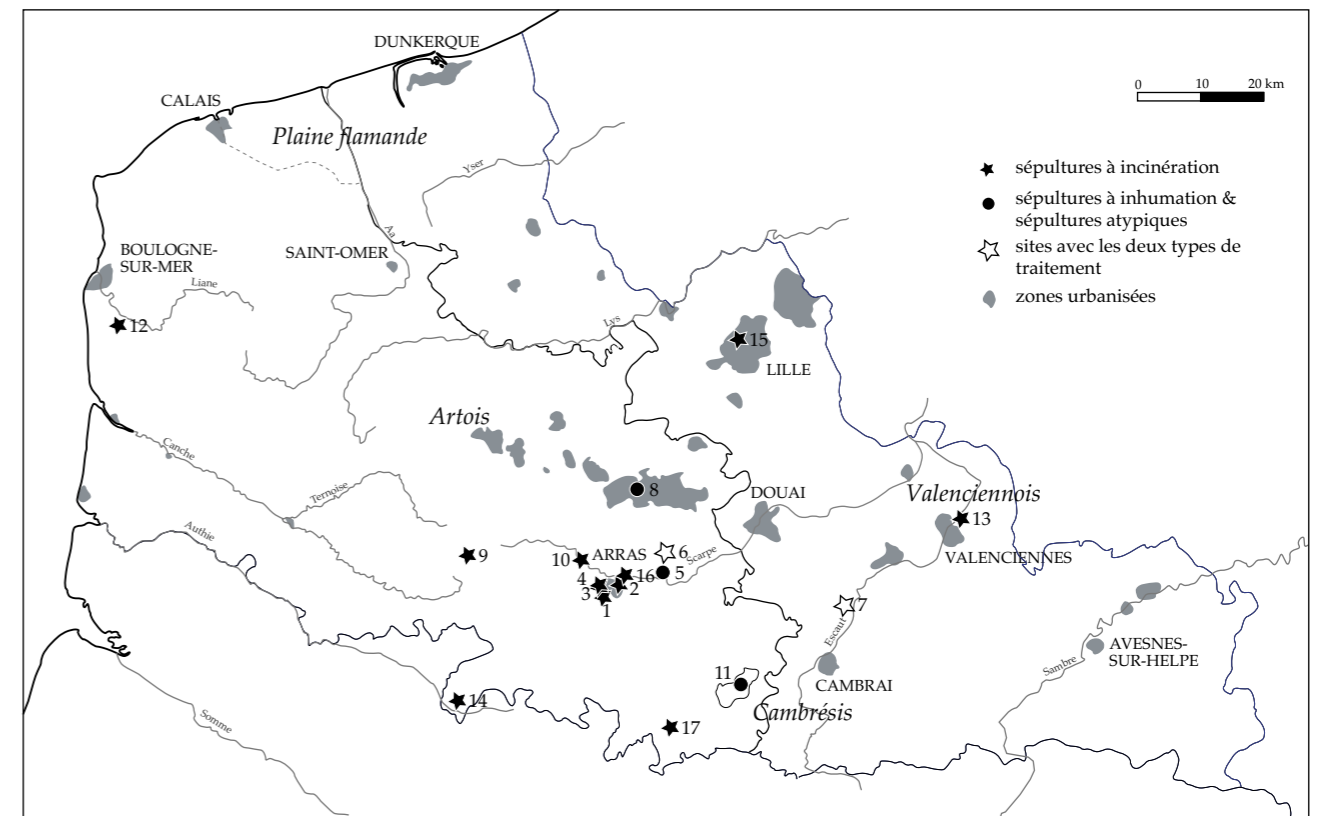 DUNKERQUE
CALAIS
Plaine flamande
0 10 20 km
Yser
sépultures à incinération
sépultures à inhumation &
sépultures atypiques
sites avec les deux types de
traitement
zones urbanisées
Aa
BOULOGNE-
SUR-MER
SAINT-OMER
Liane
12
Lys
15
LILLE
Artois
Canche
Ternoise
8
DOUAI
Valenciennois
13
VALENCIENNES
Authie
9
10
ARRAS
6
Scarpe
4
16
5
3
2
1
7
Escaut
AVESNES-
SUR-HELPE
Sambre
11
CAMBRAI
Cambrésis
14
17
Somme